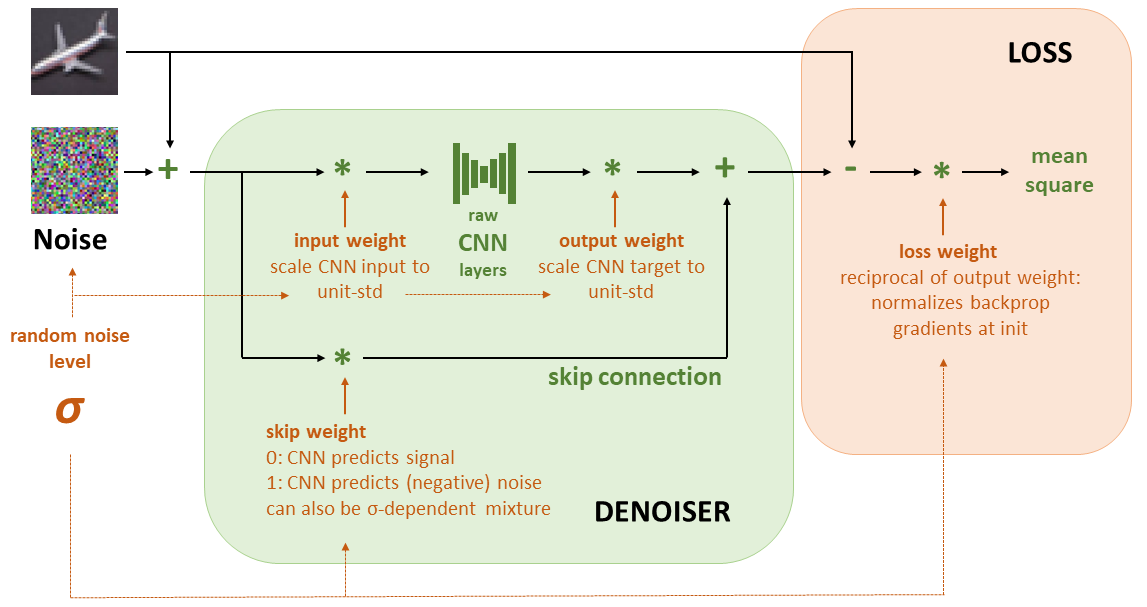 LOSS
+
*
*
+
-
*
mean
square
Noise
input weight
scale CNN input to
unit-std
raw
CNN
layers
output weight
scale CNN target to
unit-std
loss weight
reciprocal of output weight:
normalizes backprop
gradients at init
random noise
level
σ
*
skip connection
skip weight
0: CNN predicts signal
1: CNN predicts (negative) noise
can also be σ-dependent mixture
DENOISER